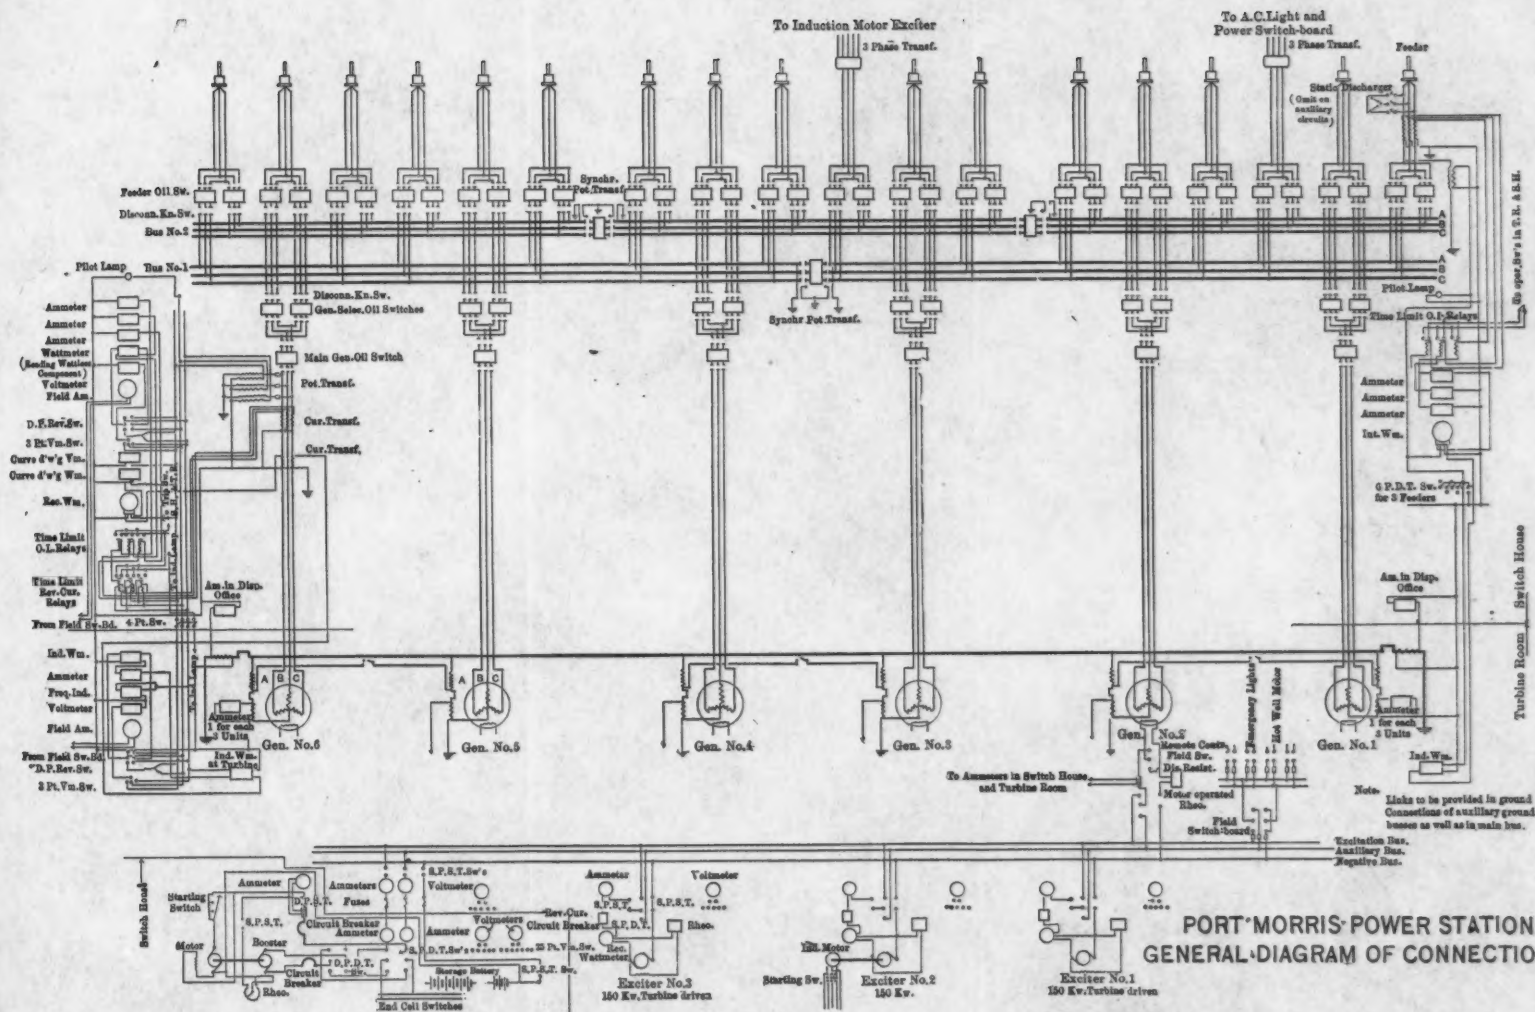 To Induction Motor Exciter
3 Phase Transf.
To A.C.Light and
Power Switch-board
3 Phase Transf.
Feeder
Static Discharger
(Omit on
auxiliary
circuits)
Feeder Oil Sw.
Synchr.
Pot.Transf.
Disconn.Kn.Sw.
Bus No.2
A
B
C
Pilot Lamp
Bus No.1
A
B
C
Pilot Lamp
Disconn.Kn.Sw.
Gen.Selec.Oil Switches
Synchr.Pot.Transf.
Time Limit O.L.Relays
Ammeter
Ammeter
Ammeter
Wattmeter
(Reading Wattless
Component)
Voltmeter
Field Am.
D.P.Rev.Sw.
3 Pt.Vm.Sw.
Curve d'w'g Vm.
Curve d'w'g Wm.
Rec.Wm.
Time Limit
O.L.Relays
Time Limit
Rev.Cur.
Relays
From Field Sw.Bd.
4 Pt.Sw.
Main Gen.Oil Switch
Pot.Transf.
Cur.Transf.
Cur.Transf.
To Ind.Lamp
Am.in Disp.
Office
Ammeter
Ammeter
Ammeter
Int.Wm.
6 P.D.T. Sw.
for 3 Feeders
Am.in Disp.
Office
Switch House
Turbine Room
Ind.Wm.
Ammeter
Freq.Ind.
Voltmeter
Field Am.
From Field Sw.Bd.
D.P.Rev.Sw.
3 Pt.Vm.Sw.
To Ind.Lamp
A B C
Ammeter
1 for each
3 Units
Ind.Wm.
at Turbine
Gen. No.6
A B C
Gen. No.5
Gen. No.4
Gen. No.3
Gen. No.2
Gen. No.1
Remote Contr.
Field Sw.
Dis.Resist.
Motor operated
Rheo.
Emergency Lights
Hot Well Motor
Ammeter
1 for each
3 Units
Ind.Wm.
To Ammeters in Switch House
and Turbine Room
Field
Switch-board
Note.
Links to be provided in ground
Connections of auxiliary ground
busses as well as in main bus.
Excitation Bus.
Auxiliary Bus.
Negative Bus.
Switch House
Starting
Switch
Ammeter
D.P.S.T.
S.P.S.T.
Ammeters
Fuses
Circuit Breaker
Ammeter
S.P.S.T.Sw's
Voltmeter
Voltmeters
Ammeter
S.P.D.T.Sw's
25 Pt.Vm.Sw.
Motor
Booster
Circuit
Breaker
Rheo.
D.P.D.T.
Sw.
Storage Battery
S.P.S.T. Sw.
End Cell Switches
Ammeter
Voltmeter
S.P.S.T.
S.P.S.T.
Rev.Cur.
Circuit Breaker
S.P.D.T.
Rheo.
Rec.
Wattmeter
Exciter No.3
150 Kw.Turbine driven
Ind.Motor
Starting Sw.
Exciter No.2
150 Kw.
Exciter No.1
150 Kw.Turbine driven
PORT MORRIS POWER STATION
GENERAL DIAGRAM OF CONNECTIO